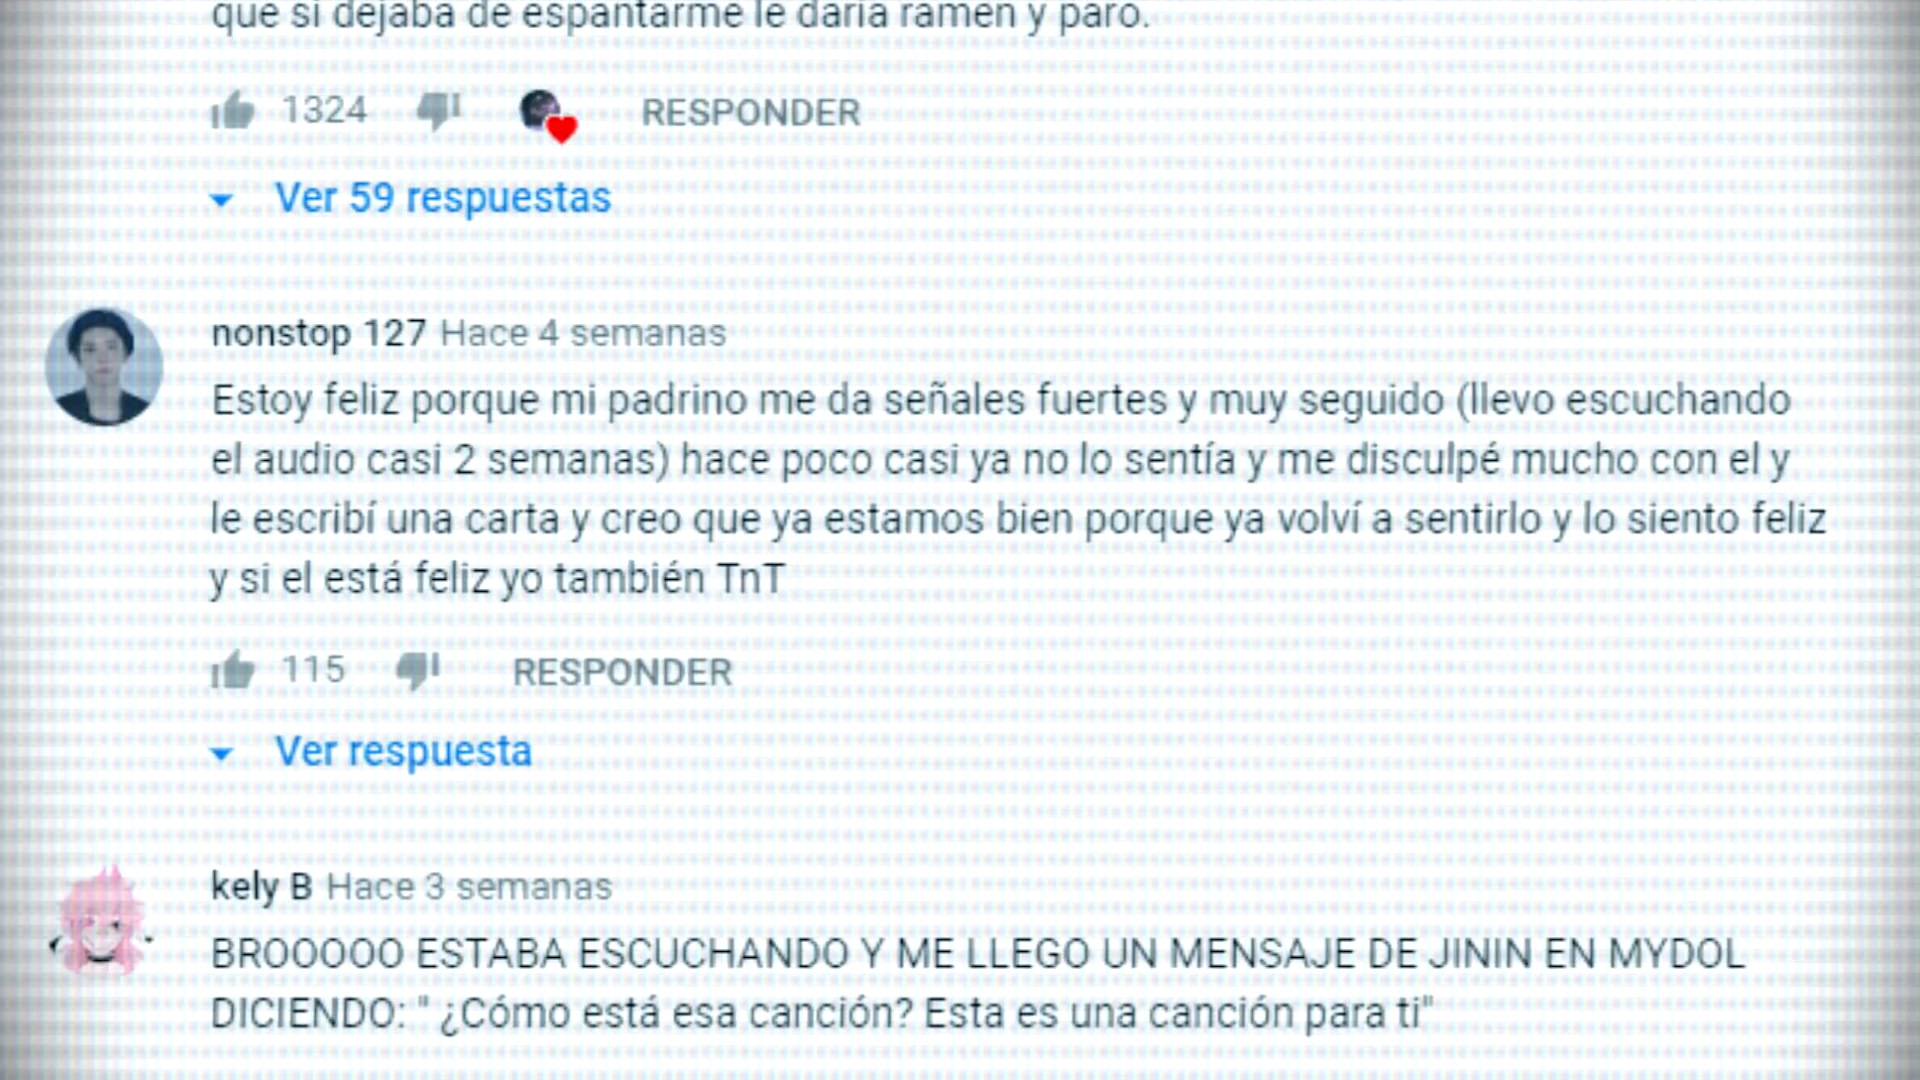 que si dejaba de espantarme le daría ramen y paró.
1324 RESPONDER
Ver 59 respuestas
nonstop 127 Hace 4 semanas
Estoy feliz porque mi padrino me da señales fuertes y muy seguido (llevo escuchando
el audio casi 2 semanas) hace poco casi ya no lo sentía y me disculpé mucho con el y
le escribí una carta y creo que ya estamos bien porque ya volví a sentirlo y lo siento feliz
y si el está feliz yo también TnT
115 RESPONDER
Ver respuesta
kely B Hace 3 semanas
BROOOOO ESTABA ESCUCHANDO Y ME LLEGO UN MENSAJE DE JININ EN MYDOL
DICIENDO: " ¿Cómo está esa canción? Esta es una canción para ti"